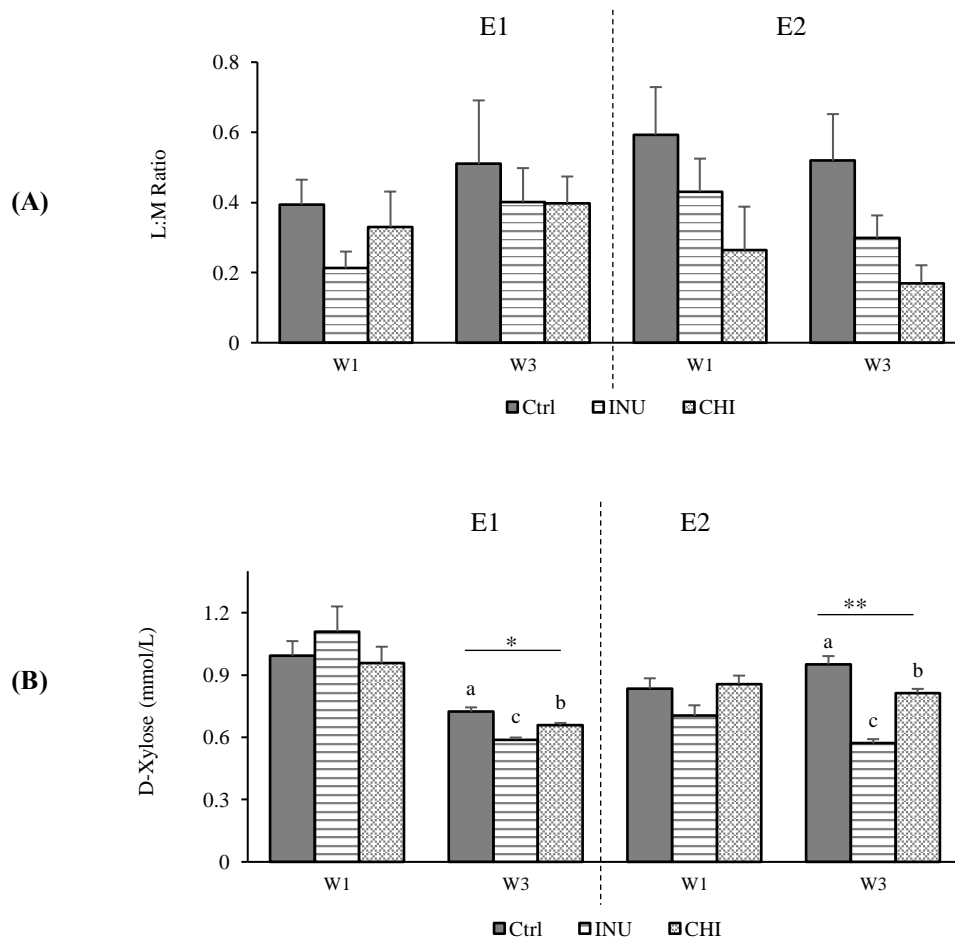 E1 E2
(A)
L:M Ratio
0.8
0.6
0.4
0.2
0
W1 W3 W1 W3
Ctrl INU CHI
E1 E2
(B)
D-Xylose (mmol/L)
1.2
0.9
0.6
0.3
0
* **
a c b a c b
W1 W3 W1 W3
Ctrl INU CHI